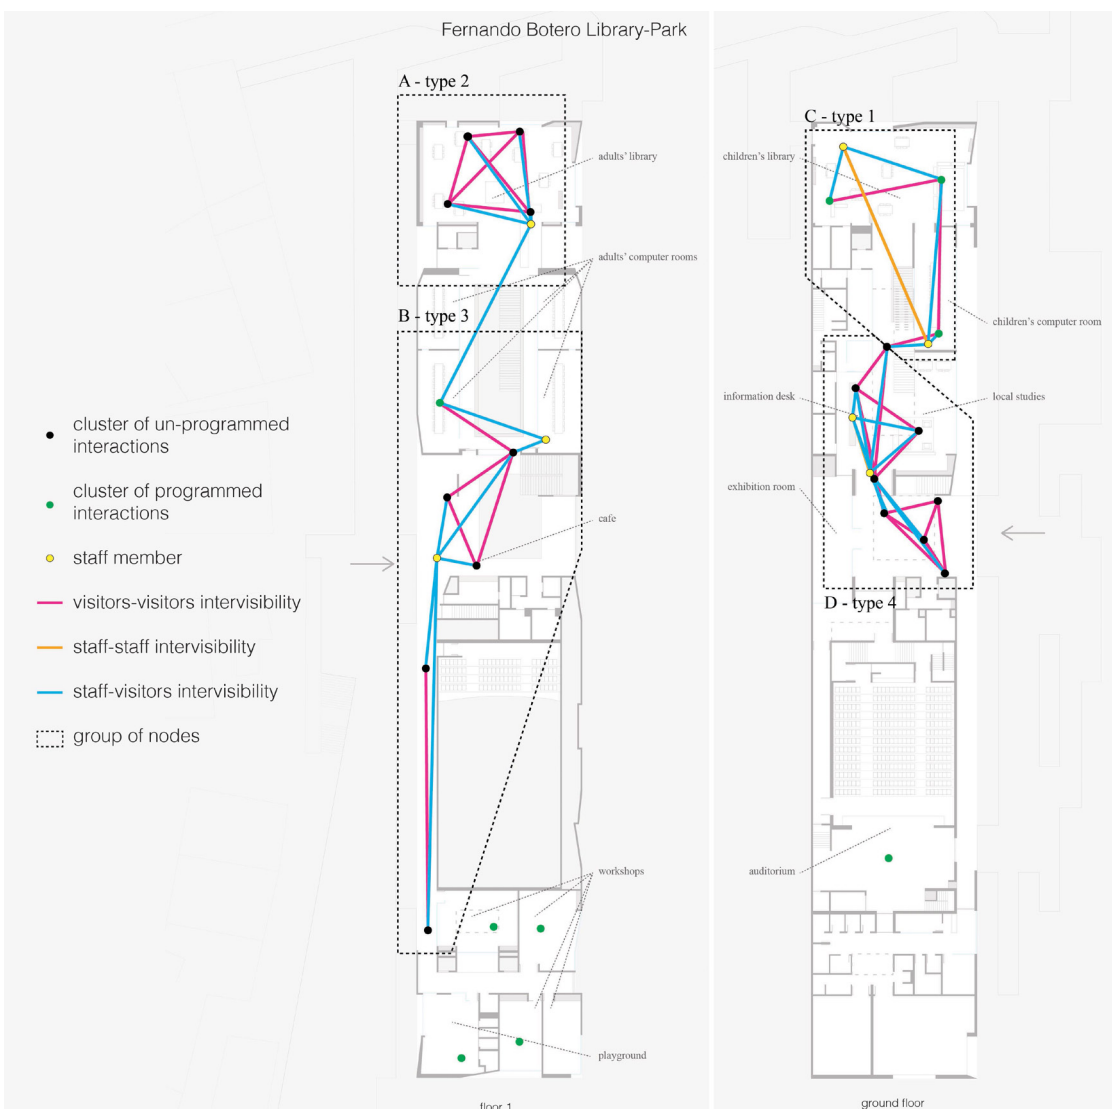 Fernando Botero Library-Park
A - type 2
adults' library
adults' computer rooms
B - type 3
cluster of un-programmed
interactions
cluster of programmed
interactions
staff member
visitors-visitors intervisibility
staff-staff intervisibility
staff-visitors intervisibility
group of nodes
cafe
workshops
playground
floor 1
C - type 1
children's library
children's computer room
information desk
local studies
exhibition room
D - type 4
auditorium
ground floor